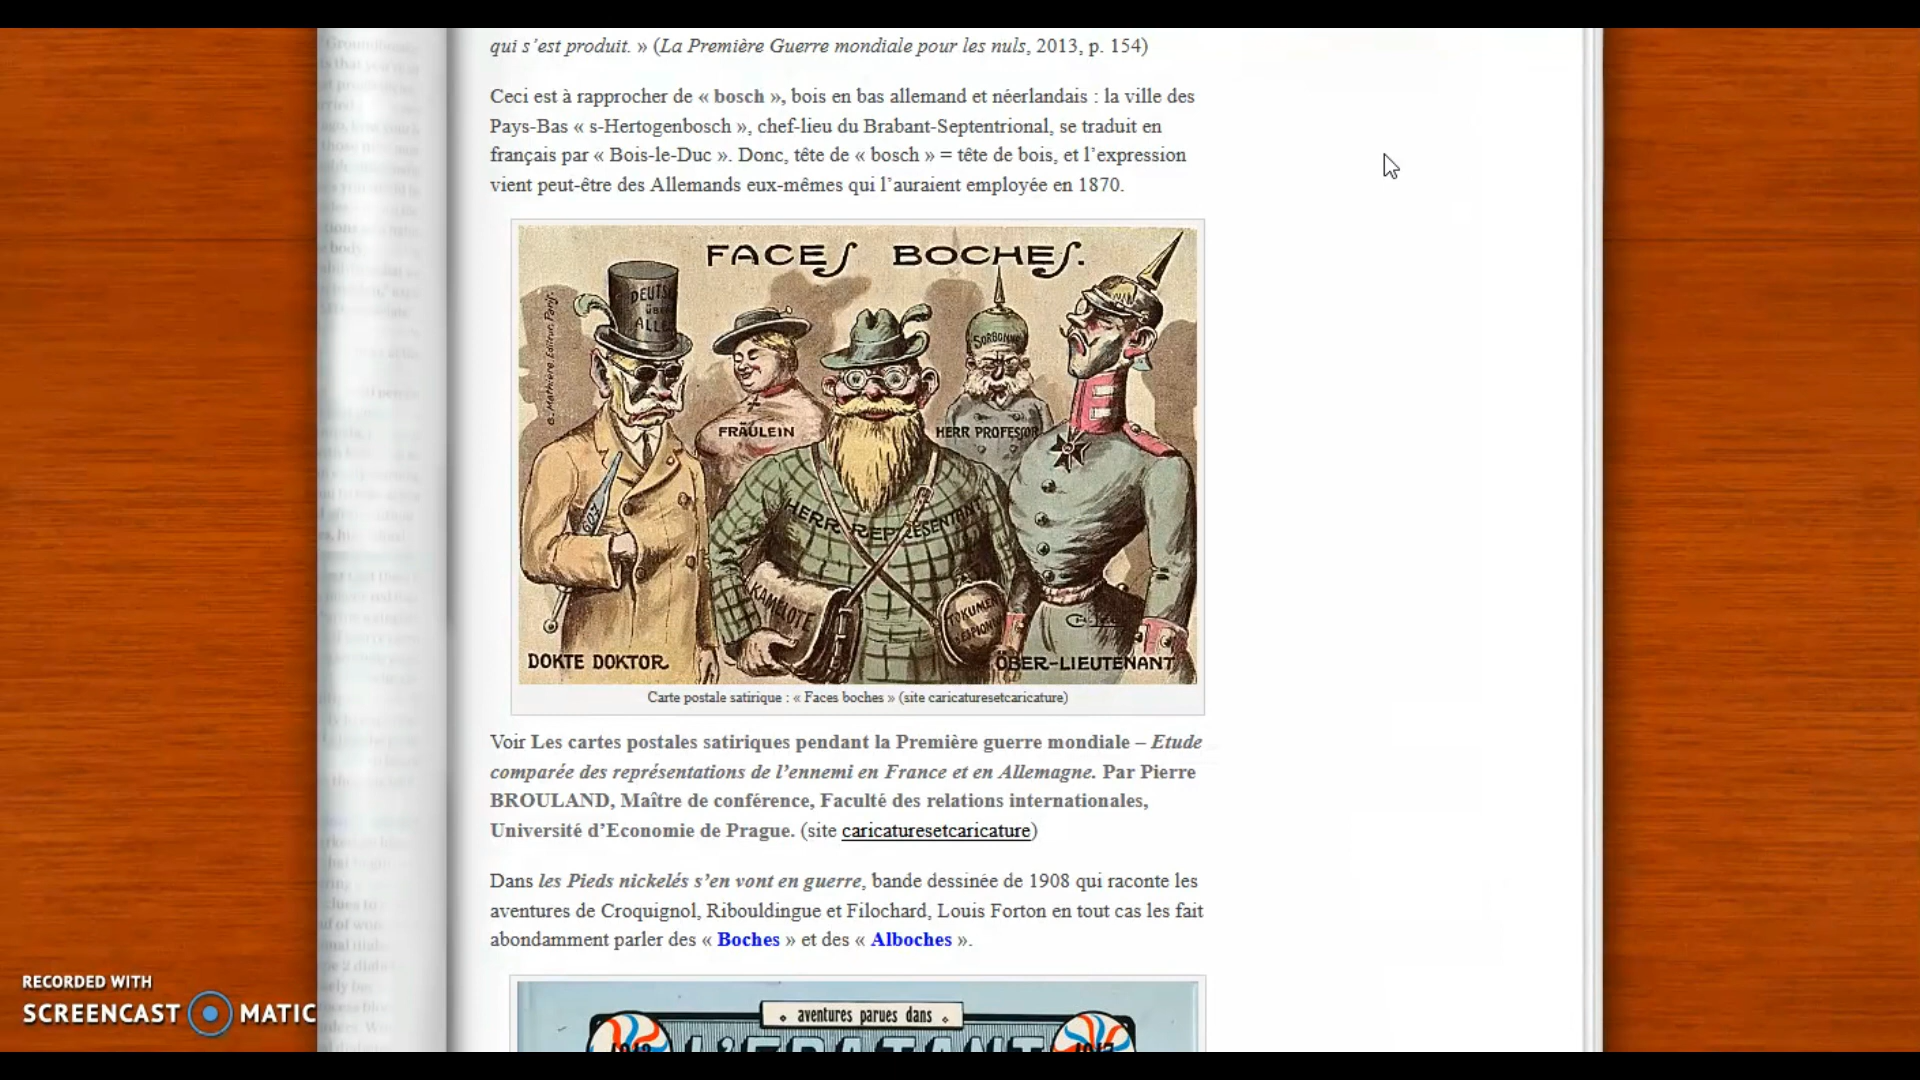 qui s'est produit. » (La Première Guerre mondiale pour les nuls, 2013, p. 154)
Ceci est à rapprocher de « bosch », bois en bas allemand et néerlandais : la ville des
Pays-Bas « s-Hertogenbosch », chef-lieu du Brabant-Septentrional, se traduit en
français par « Bois-le-Duc ». Donc, tête de « bosch » = tête de bois, et l'expression
vient peut-être des Allemands eux-mêmes qui l'auraient employée en 1870.
FACES BOCHES.
DEUTS
ALLE
SORBONNE
FRÄULEIN
HERR PROFESSOR
607
HERR REPRÉSENTANT
KAMELOTE
TOKUMEN
ESPION
DOKTE DOKTOR
OBER-LIEUTENANT
Carte postale satirique : « Faces boches » (site caricaturesetcaricature)
Voir Les cartes postales satiriques pendant la Première guerre mondiale – Etude
comparée des représentations de l'ennemi en France et en Allemagne. Par Pierre
BROULAND, Maître de conférence, Faculté des relations internationales,
Université d'Economie de Prague. (site caricaturesetcaricature)
Dans les Pieds nickelés s'en vont en guerre, bande dessinée de 1908 qui raconte les
aventures de Croquignol, Ribouldingue et Filochard, Louis Forton en tout cas les fait
abondamment parler des « Boches » et des « Alboches ».
aventures parues dans
L'EPATANT
RECORDED WITH
SCREENCAST MATIC